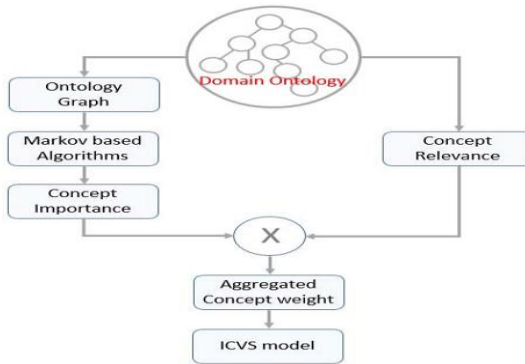 Domain Ontology
Ontology
Graph
Markov based
Algorithms
Concept
Importance
Concept
Relevance
X
Aggregated
Concept weight
ICVS model